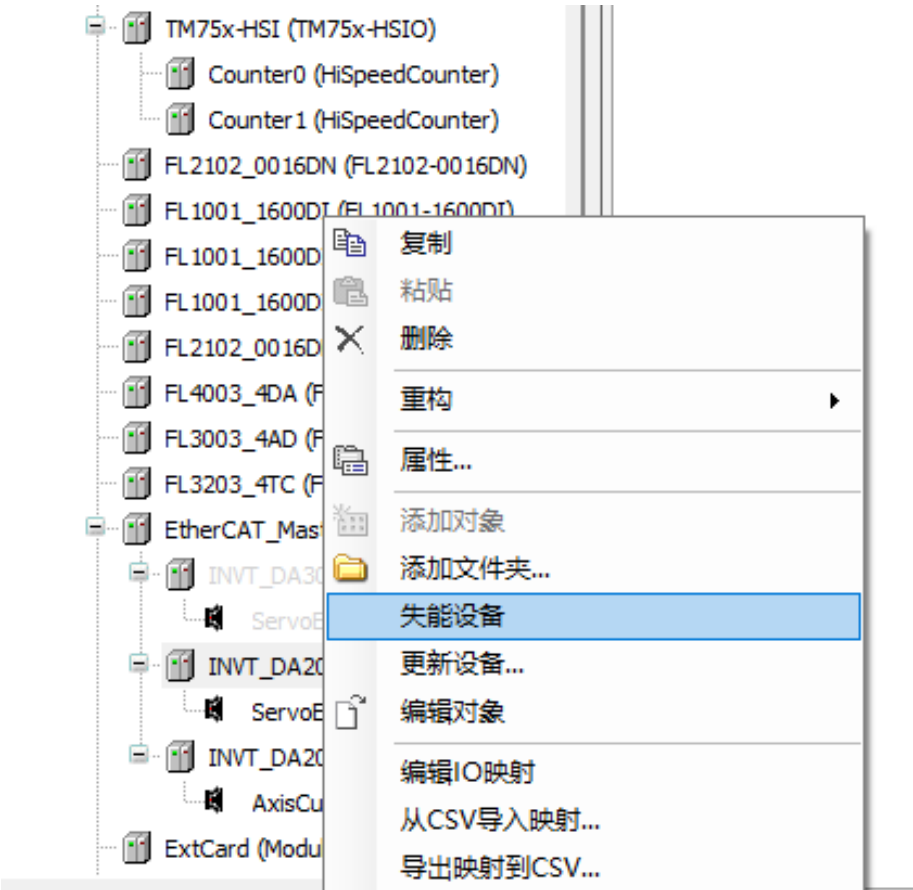 TM75x-HSI (TM75x-HSIO)
Counter0 (HiSpeedCounter)
Counter1 (HiSpeedCounter)
FL2102_0016DN (FL2102-0016DN)
FL1001_1600DI (FL1001-1600DI)
FL1001_1600D
FL1001_1600D
FL2102_0016D
FL4003_4DA (F
FL3003_4AD (F
FL3203_4TC (F
EtherCAT_Mas
INVT_DA30
ServoE
INVT_DA20
ServoE
INVT_DA20
AxisCu
ExtCard (Modul
复制
粘贴
删除
重构
属性...
添加对象
添加文件夹...
失能设备
更新设备...
编辑对象
编辑IO映射
从CSV导入映射...
导出映射到CSV...